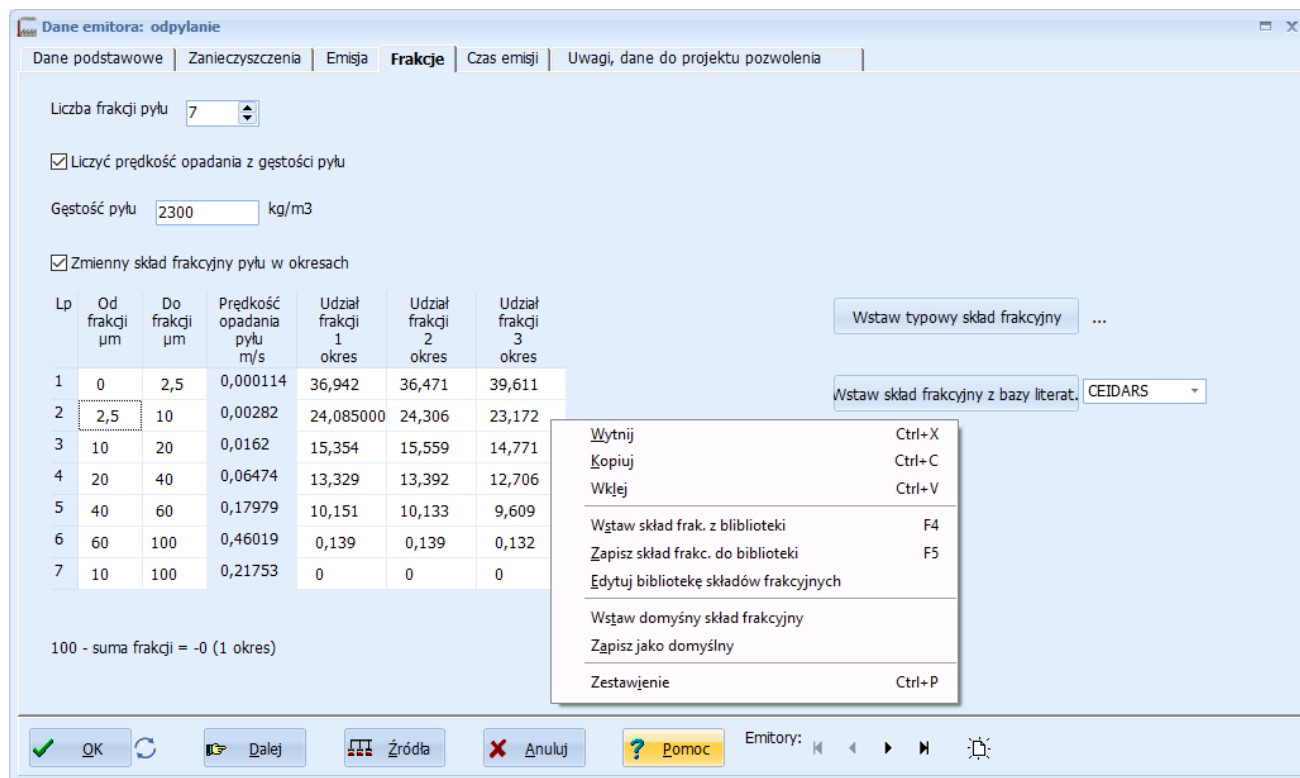 Dane emitora: odpylanie
Dane podstawowe Zanieczyszczenia Emisja Frakcje Czas emisji Uwagi, dane do projektu pozwolenia
Liczba frakcji pyłu 7
Liczyć prędkość opadania z gęstości pyłu
Gęstość pyłu 2300 kg/m3
Zmienny skład frakcyjny pyłu w okresach
Lp Od Do Prędkość Udział Udział Udział
frakcji frakcji opadania frakcji frakcji frakcji
µm µm pyłu 1 2 3
m/s okres okres okres
1 0 2,5 0,000114 36,942 36,471 39,611
2 2,5 10 0,00282 24,085000 24,306 23,172
3 10 20 0,0162 15,354 15,559 14,771
4 20 40 0,06474 13,329 13,392 12,706
5 40 60 0,17979 10,151 10,133 9,609
6 60 100 0,46019 0,139 0,139 0,132
7 10 100 0,21753 0 0 0
100 - suma frakcji = -0 (1 okres)
Wstaw typowy skład frakcyjny ...
Wstaw skład frakcyjny z bazy literat. CEIDARS
Wytnij Ctrl+X
Kopiuj Ctrl+C
Wklej Ctrl+V
Wstaw skład frak. z bliblioteki F4
Zapisz skład frakc. do biblioteki F5
Edytuj bibliotekę składów frakcyjnych
Wstaw domyśny skład frakcyjny
Zapisz jako domyślny
Zestawienie Ctrl+P
OK Dalej Źródła Anuluj Pomoc Emitory: